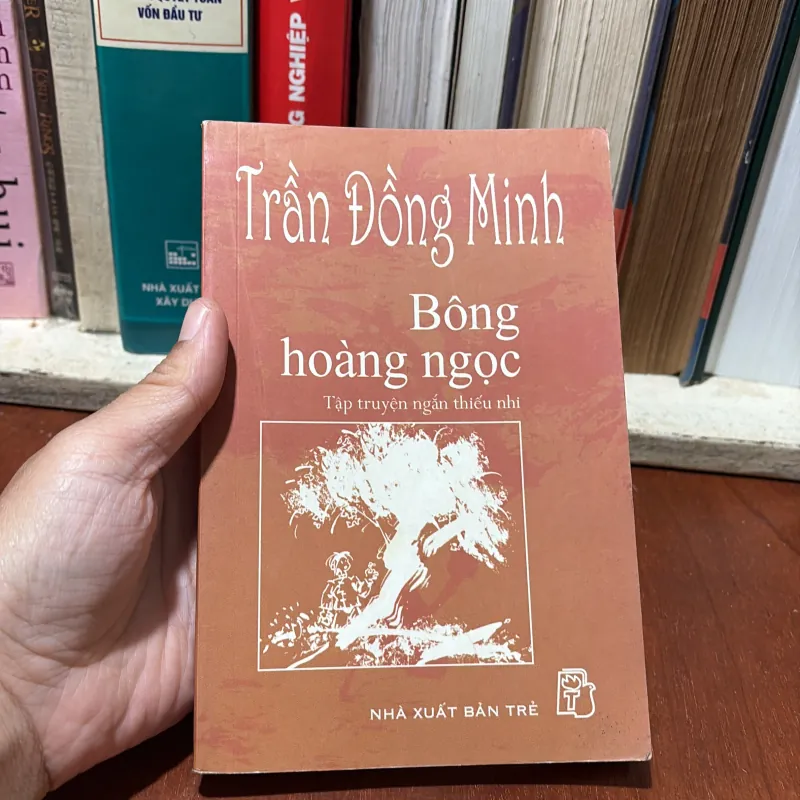 VỐN ĐẦU TƯ
NHÀ XUẤT
XÂY D
NGHIỆP
Trần Đồng Minh
Bông
hoàng ngọc
Tập truyện ngắn thiếu nhi
T
NHÀ XUẤT BẢN TRẺ